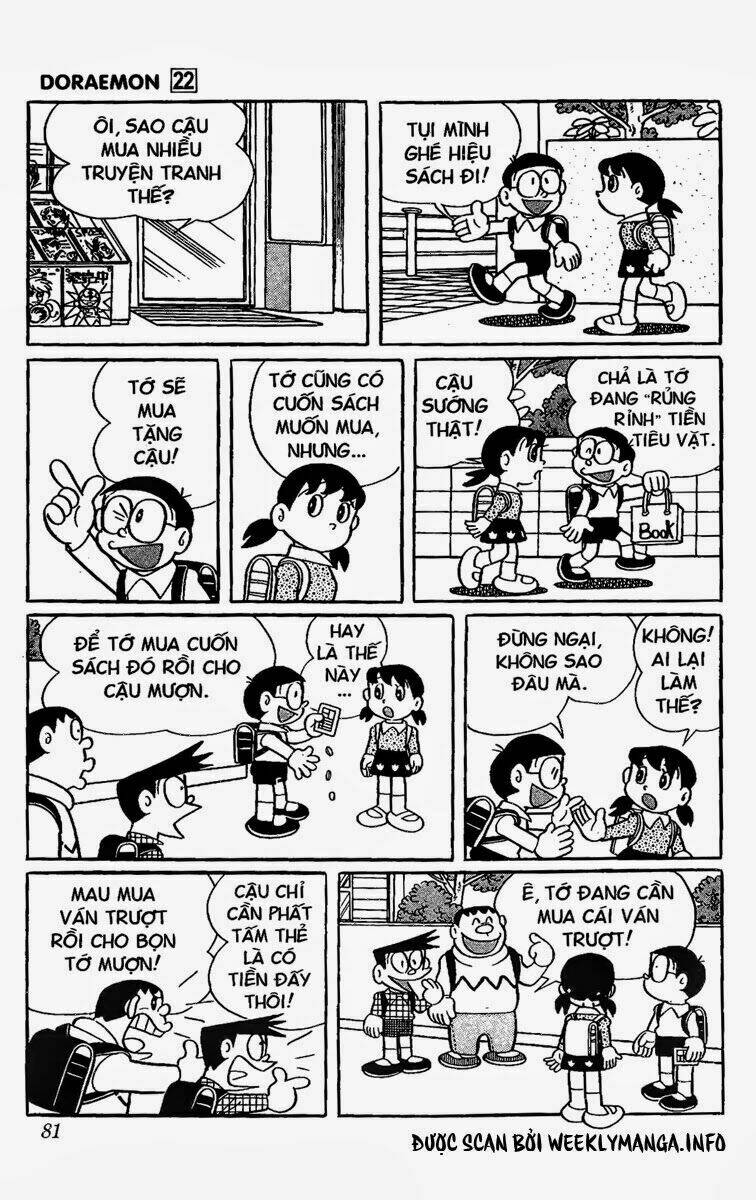 DORAEMON 22
TỤI MÌNH
GHÉ HIỆU
SÁCH ĐI!
ÔI, SAO CẬU
MUA NHIỀU
TRUYỆN TRANH
THẾ?
CHẢ LÀ TỚ
ĐANG "RỦNG
RỈNH" TIỀN
TIÊU VẶT.
CẬU
SƯỚNG
THẬT!
Book
TỚ CŨNG CÓ
CUỐN SÁCH
MUỐN MUA,
NHƯNG...
TỚ SẼ
MUA
TẶNG
CẬU!
KHÔNG!
AI LẠI
LÀM
THẾ?
ĐỪNG NGẠI,
KHÔNG SAO
ĐÂU MÀ.
HAY
LÀ THẾ
NÀY
...
ĐỂ TỚ MUA CUỐN
SÁCH ĐÓ RỒI CHO
CẬU MƯỢN.
Ê, TỚ ĐANG CẦN
MUA CÁI VÁN
TRƯỢT!
CẬU CHỈ
CẦN PHẤT
TẤM THẺ
LÀ CÓ
TIỀN ĐẤY
THÔI!
MAU MUA
VÁN TRƯỢT
RỒI CHO BỌN
TỚ MƯỢN!
81
ĐƯỢC SCAN BỞI WEEKLYMANGA.INFO